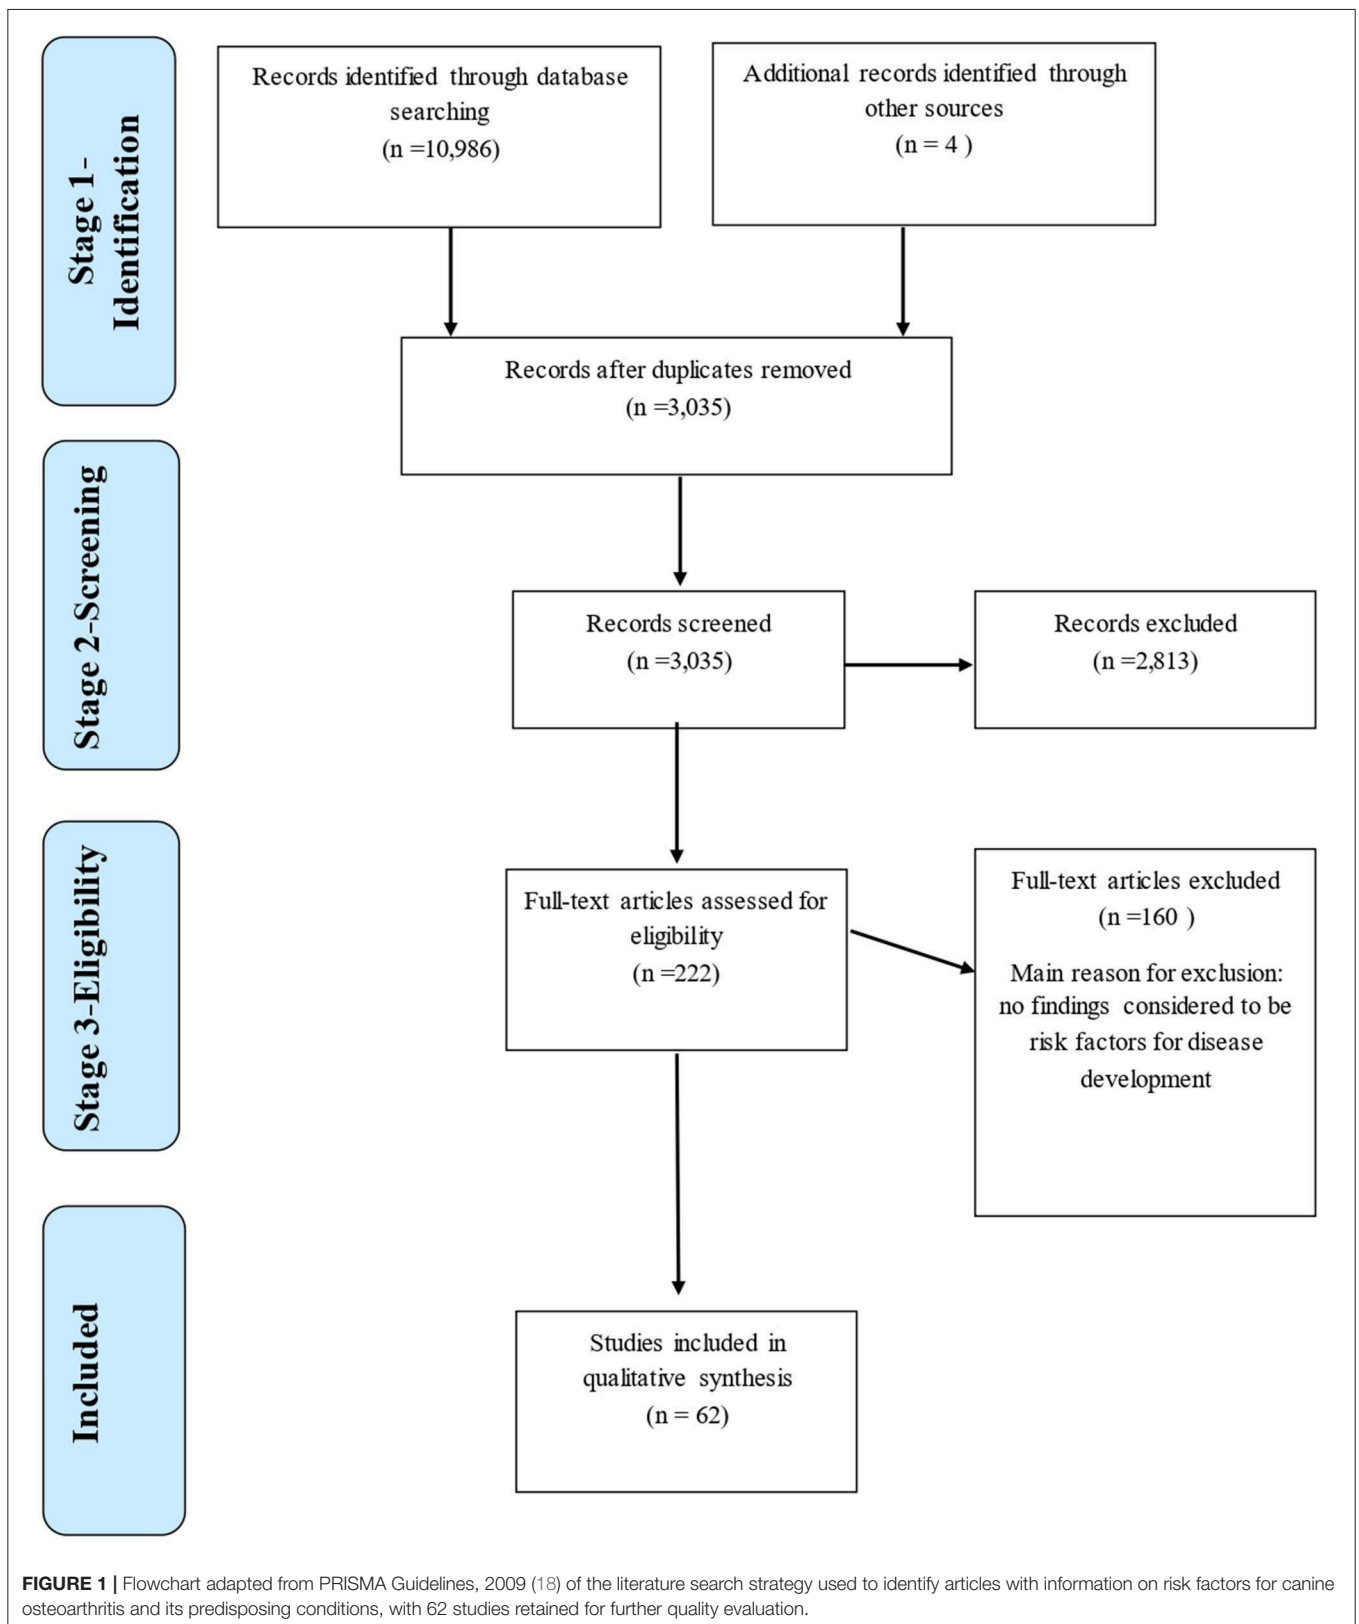 Stage 1-
Identification
Records identified through database
searching
(n =10,986)
Additional records identified through
other sources
(n = 4 )
Records after duplicates removed
(n =3,035)
Stage 2-Screening
Records screened
(n =3,035)
Records excluded
(n =2,813)
Stage 3-Eligibility
Full-text articles assessed for
eligibility
(n =222)
Full-text articles excluded
(n =160 )
Main reason for exclusion:
no findings considered to be
risk factors for disease
development
Included
Studies included in
qualitative synthesis
(n = 62)
FIGURE 1 | Flowchart adapted from PRISMA Guidelines, 2009 (18) of the literature search strategy used to identify articles with information on risk factors for canine
osteoarthritis and its predisposing conditions, with 62 studies retained for further quality evaluation.